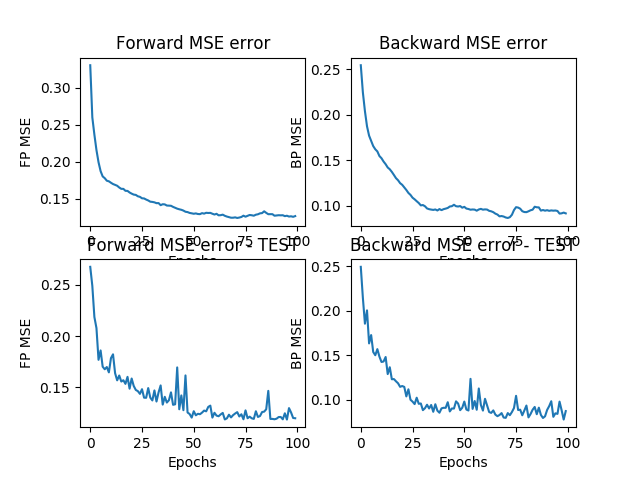 Forward MSE error
Backward MSE error
FP MSE
0.30
0.25
0.20
0.15
0 25 50 75 100
Epochs
BP MSE
0.25
0.20
0.15
0.10
0 25 50 75 100
Epochs
Forward MSE error - TEST
Backward MSE error - TEST
FP MSE
0.25
0.20
0.15
0 25 50 75 100
Epochs
BP MSE
0.25
0.20
0.15
0.10
0 25 50 75 100
Epochs